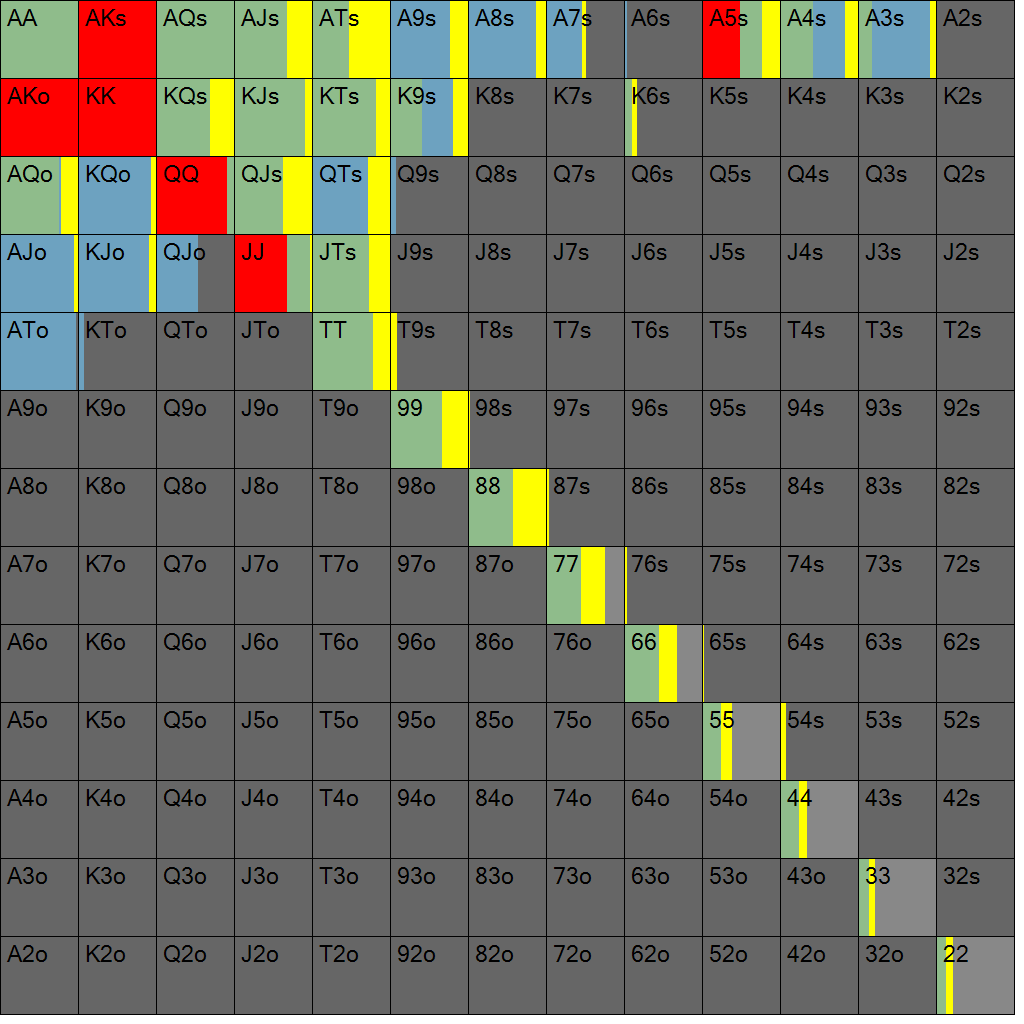 AA AKs AQs AJs ATs A9s A8s A7s A6s A5s A4s A3s A2s
AKo KK KQs KJs KTs K9s K8s K7s K6s K5s K4s K3s K2s
AQo KQo QQ QJs QTs Q9s Q8s Q7s Q6s Q5s Q4s Q3s Q2s
AJo KJo QJo JJ JTs J9s J8s J7s J6s J5s J4s J3s J2s
ATo KTo QTo JTo TT T9s T8s T7s T6s T5s T4s T3s T2s
A9o K9o Q9o J9o T9o 99 98s 97s 96s 95s 94s 93s 92s
A8o K8o Q8o J8o T8o 98o 88 87s 86s 85s 84s 83s 82s
A7o K7o Q7o J7o T7o 97o 87o 77 76s 75s 74s 73s 72s
A6o K6o Q6o J6o T6o 96o 86o 76o 66 65s 64s 63s 62s
A5o K5o Q5o J5o T5o 95o 85o 75o 65o 55 54s 53s 52s
A4o K4o Q4o J4o T4o 94o 84o 74o 64o 54o 44 43s 42s
A3o K3o Q3o J3o T3o 93o 83o 73o 63o 53o 43o 33 32s
A2o K2o Q2o J2o T2o 92o 82o 72o 62o 52o 42o 32o 22